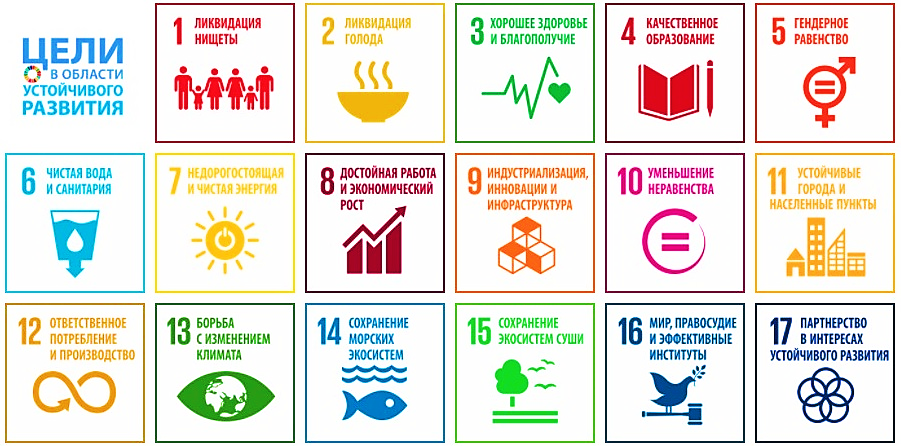 ЦЕЛИ
В ОБЛАСТИ
УСТОЙЧИВОГО
РАЗВИТИЯ
1 ЛИКВИДАЦИЯ
НИЩЕТЫ
2 ЛИКВИДАЦИЯ
ГОЛОДА
3 ХОРОШЕЕ ЗДОРОВЬЕ
И БЛАГОПОЛУЧИЕ
4 КАЧЕСТВЕННОЕ
ОБРАЗОВАНИЕ
5 ГЕНДЕРНОЕ
РАВЕНСТВО
6 ЧИСТАЯ ВОДА
И САНИТАРИЯ
7 НЕДОРОГОСТОЯЩАЯ
И ЧИСТАЯ ЭНЕРГИЯ
8 ДОСТОЙНАЯ РАБОТА
И ЭКОНОМИЧЕСКИЙ
РОСТ
9 ИНДУСТРИАЛИЗАЦИЯ,
ИННОВАЦИИ И
ИНФРАСТРУКТУРА
10 УМЕНЬШЕНИЕ
НЕРАВЕНСТВА
11 УСТОЙЧИВЫЕ
ГОРОДА И
НАСЕЛЕННЫЕ ПУНКТЫ
12 ОТВЕТСТВЕННОЕ
ПОТРЕБЛЕНИЕ
И ПРОИЗВОДСТВО
13 БОРЬБА
С ИЗМЕНЕНИЕМ
КЛИМАТА
14 СОХРАНЕНИЕ
МОРСКИХ
ЭКОСИСТЕМ
15 СОХРАНЕНИЕ
ЭКОСИСТЕМ СУШИ
16 МИР, ПРАВОСУДИЕ
И ЭФФЕКТИВНЫЕ
ИНСТИТУТЫ
17 ПАРТНЕРСТВО
В ИНТЕРЕСАХ
УСТОЙЧИВОГО РАЗВИТИЯ